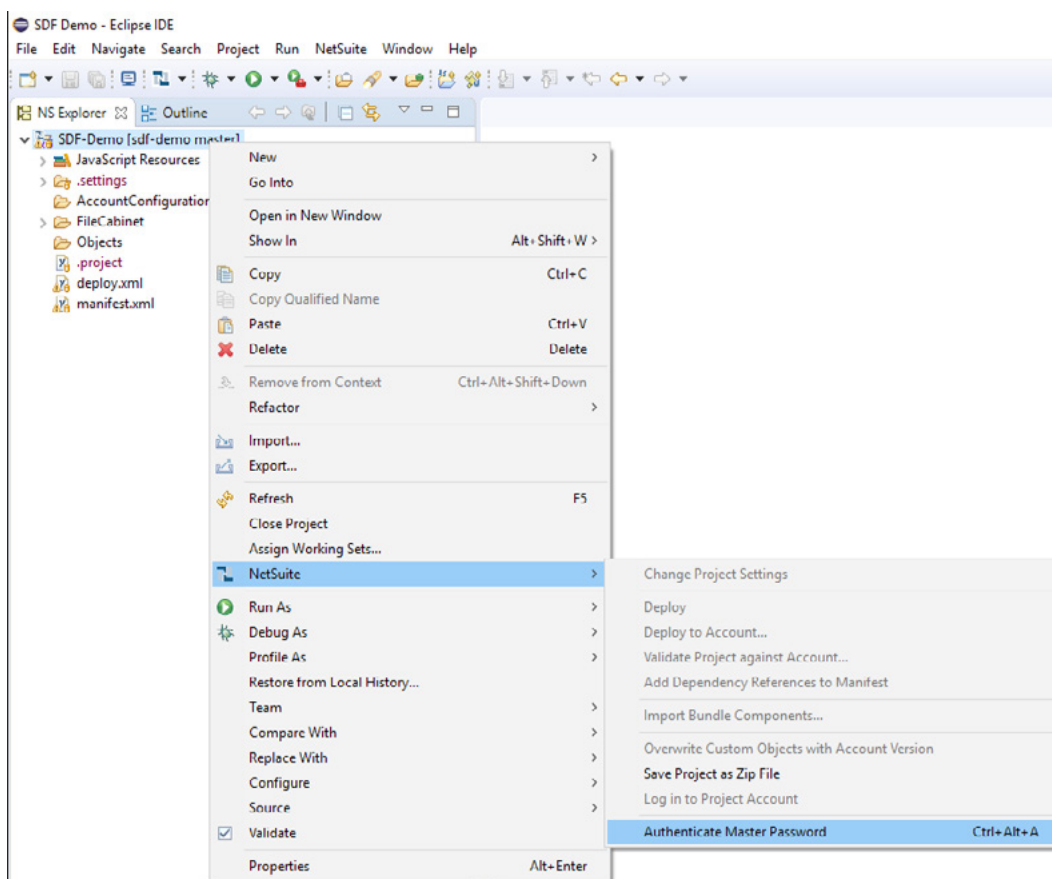 SDF Demo - Eclipse IDE
File Edit Navigate Search Project Run NetSuite Window Help
NS Explorer Outline
SDF-Demo [sdf-demo master]
JavaScript Resources
.settings
AccountConfiguration
FileCabinet
Objects
.project
deploy.xml
manifest.xml
New
Go Into
Open in New Window
Show In Alt+Shift+W >
Copy Ctrl+C
Copy Qualified Name
Paste Ctrl+V
Delete Delete
Remove from Context Ctrl+Alt+Shift+Down
Refactor
Import...
Export...
Refresh F5
Close Project
Assign Working Sets...
NetSuite
Run As
Debug As
Profile As
Restore from Local History...
Team
Compare With
Replace With
Configure
Source
Validate
Properties Alt+Enter
Change Project Settings
Deploy
Deploy to Account...
Validate Project against Account...
Add Dependency References to Manifest
Import Bundle Components...
Overwrite Custom Objects with Account Version
Save Project as Zip File
Log in to Project Account
Authenticate Master Password Ctrl+Alt+A